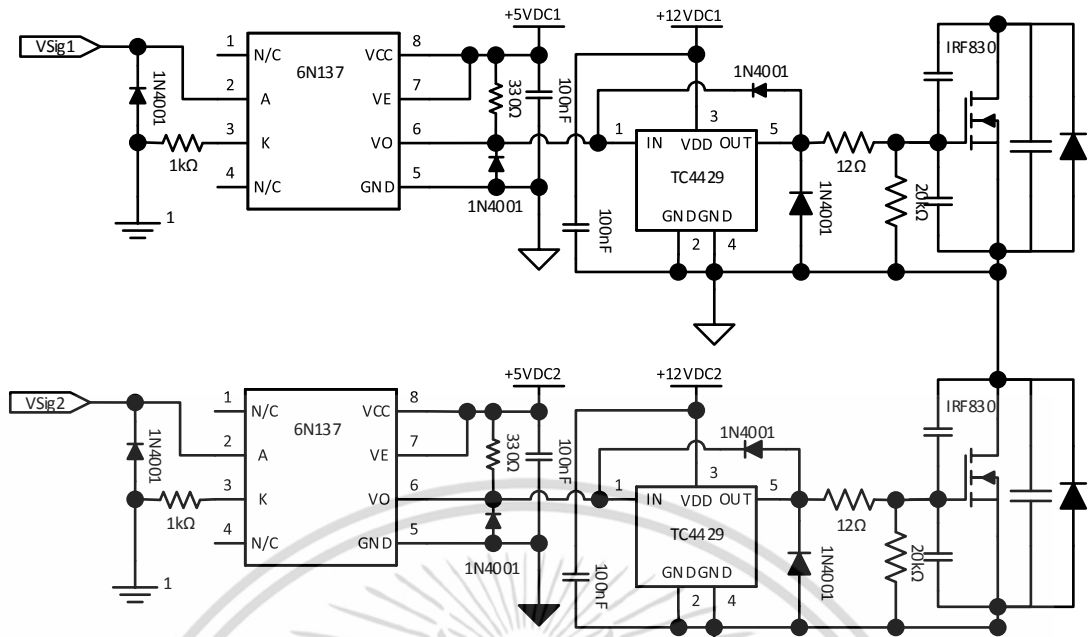 +5VDC1
+12VDC1
VSig1
1
N/C
6N137
VCC
8
2
A
VE
7
3
K
VO
6
4
N/C
GND
5
1N4001
1kΩ
1
330Ω
100nF
1N4001
1N4001
100nF
3
1
IN
VDD
OUT
5
TC4429
GND
GND
2
4
1N4001
12Ω
20kΩ
IRF830
+5VDC2
+12VDC2
VSig2
1
N/C
6N137
VCC
8
2
A
VE
7
3
K
VO
6
4
N/C
GND
5
1N4001
1kΩ
1
330Ω
100nF
1N4001
1N4001
100nF
3
1
IN
VDD
OUT
5
TC4429
GND
GND
2
4
1N4001
12Ω
20kΩ
IRF830